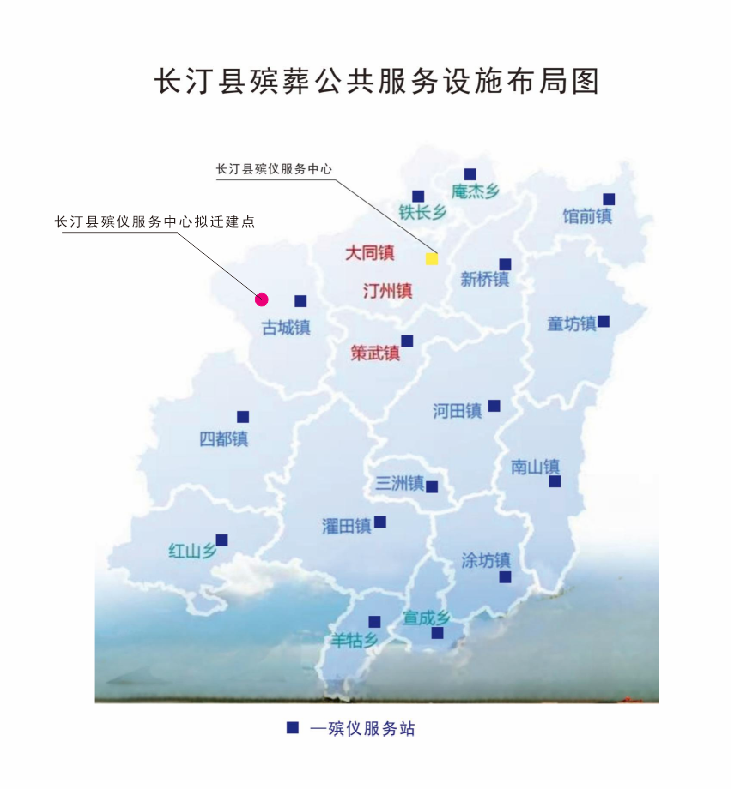 长汀县殡葬公共服务设施布局图
长汀县殡仪服务中心
庵杰乡
铁长乡
馆前镇
长汀县殡仪服务中心拟迁建点
大同镇
新桥镇
汀州镇
古城镇
童坊镇
策武镇
河田镇
四都镇
南山镇
三洲镇
濯田镇
红山乡
涂坊镇
宣成乡
羊牯乡
—殡仪服务站